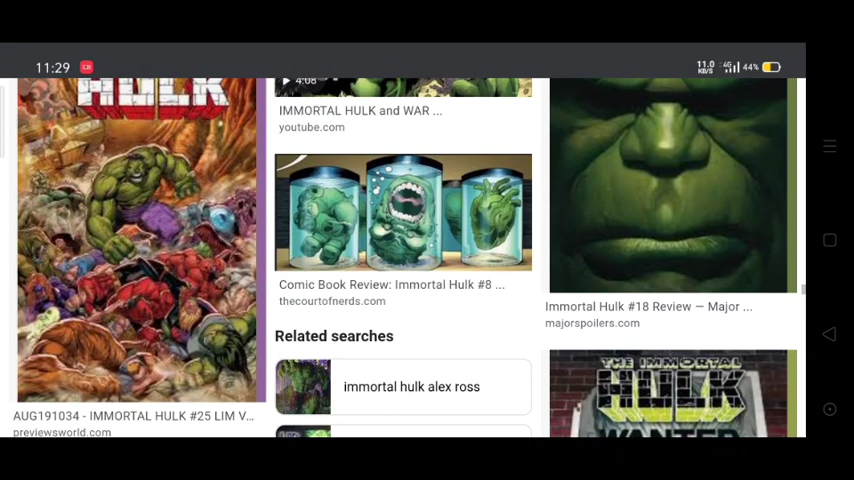 11:29
11.0
KB/S
4G
44%
HULK
AUG191034 - IMMORTAL HULK #25 LIM V...
previewsworld.com
4:08
IMMORTAL HULK and WAR ...
youtube.com
Comic Book Review: Immortal Hulk #8 ...
thecourtofnerds.com
Related searches
immortal hulk alex ross
Immortal Hulk #18 Review — Major ...
majorspoilers.com
THE IMMORTAL
HULK
WANTED